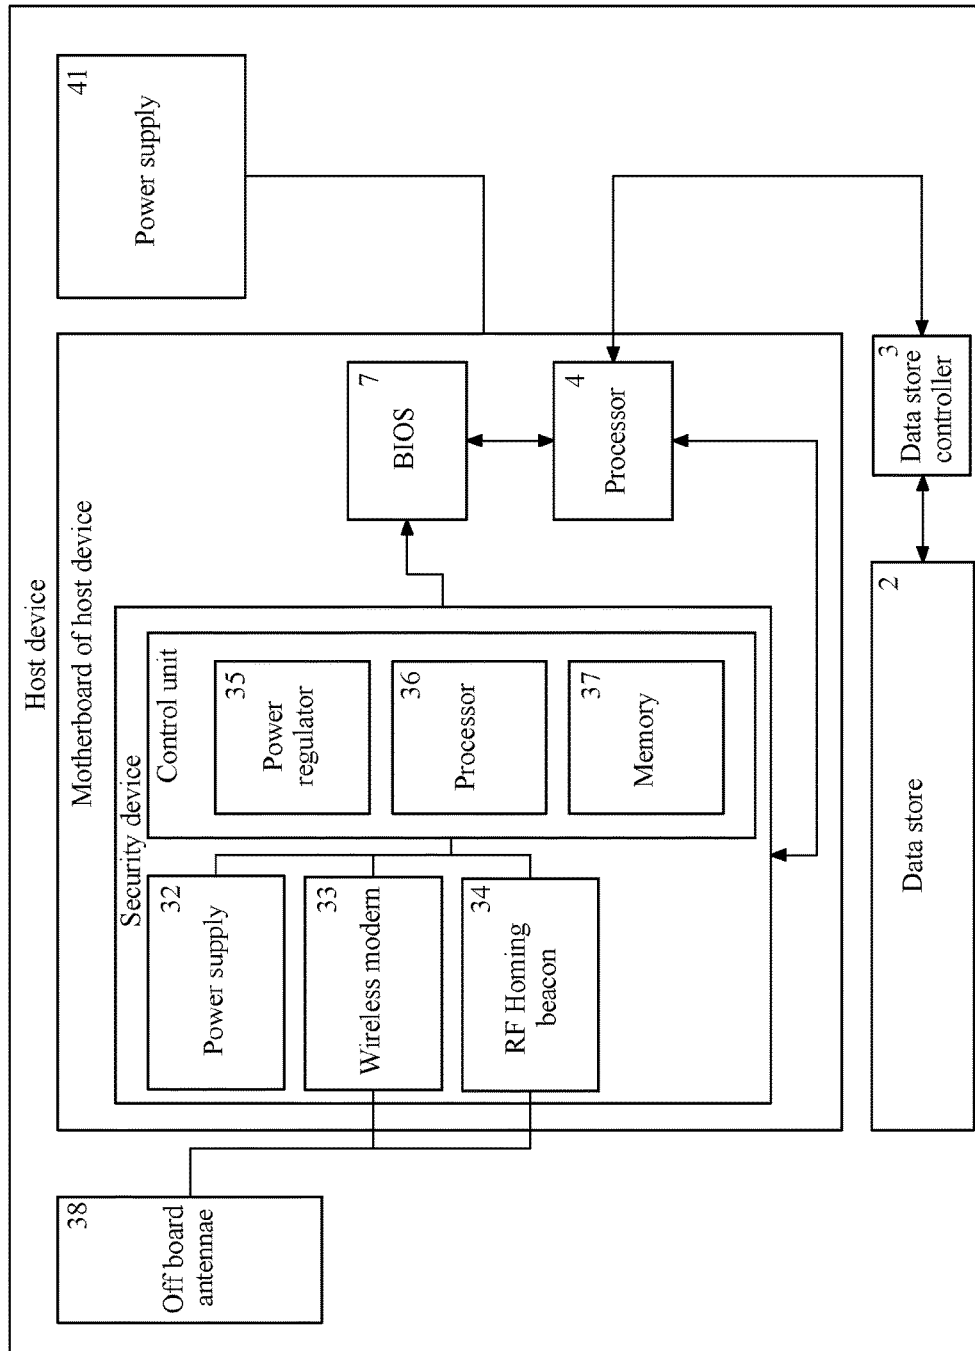 Host device
Motherboard of host device
Security device
Control unit
38
Off board
antennae
32
Power supply
33
Wireless modern
34
RF Homing
beacon
35
Power
regulator
36
Processor
37
Memory
7
BIOS
4
Processor
41
Power supply
2
Data store
3
Data store
controller